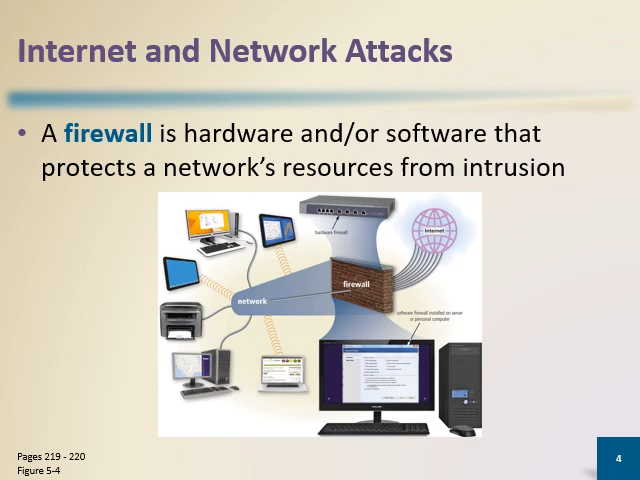 Internet and Network Attacks
• A firewall is hardware and/or software that
protects a network’s resources from intrusion
hardware firewall
Internet
firewall
network
software firewall installed on server
or personal computer
Pages 219 - 220
Figure 5-4
4